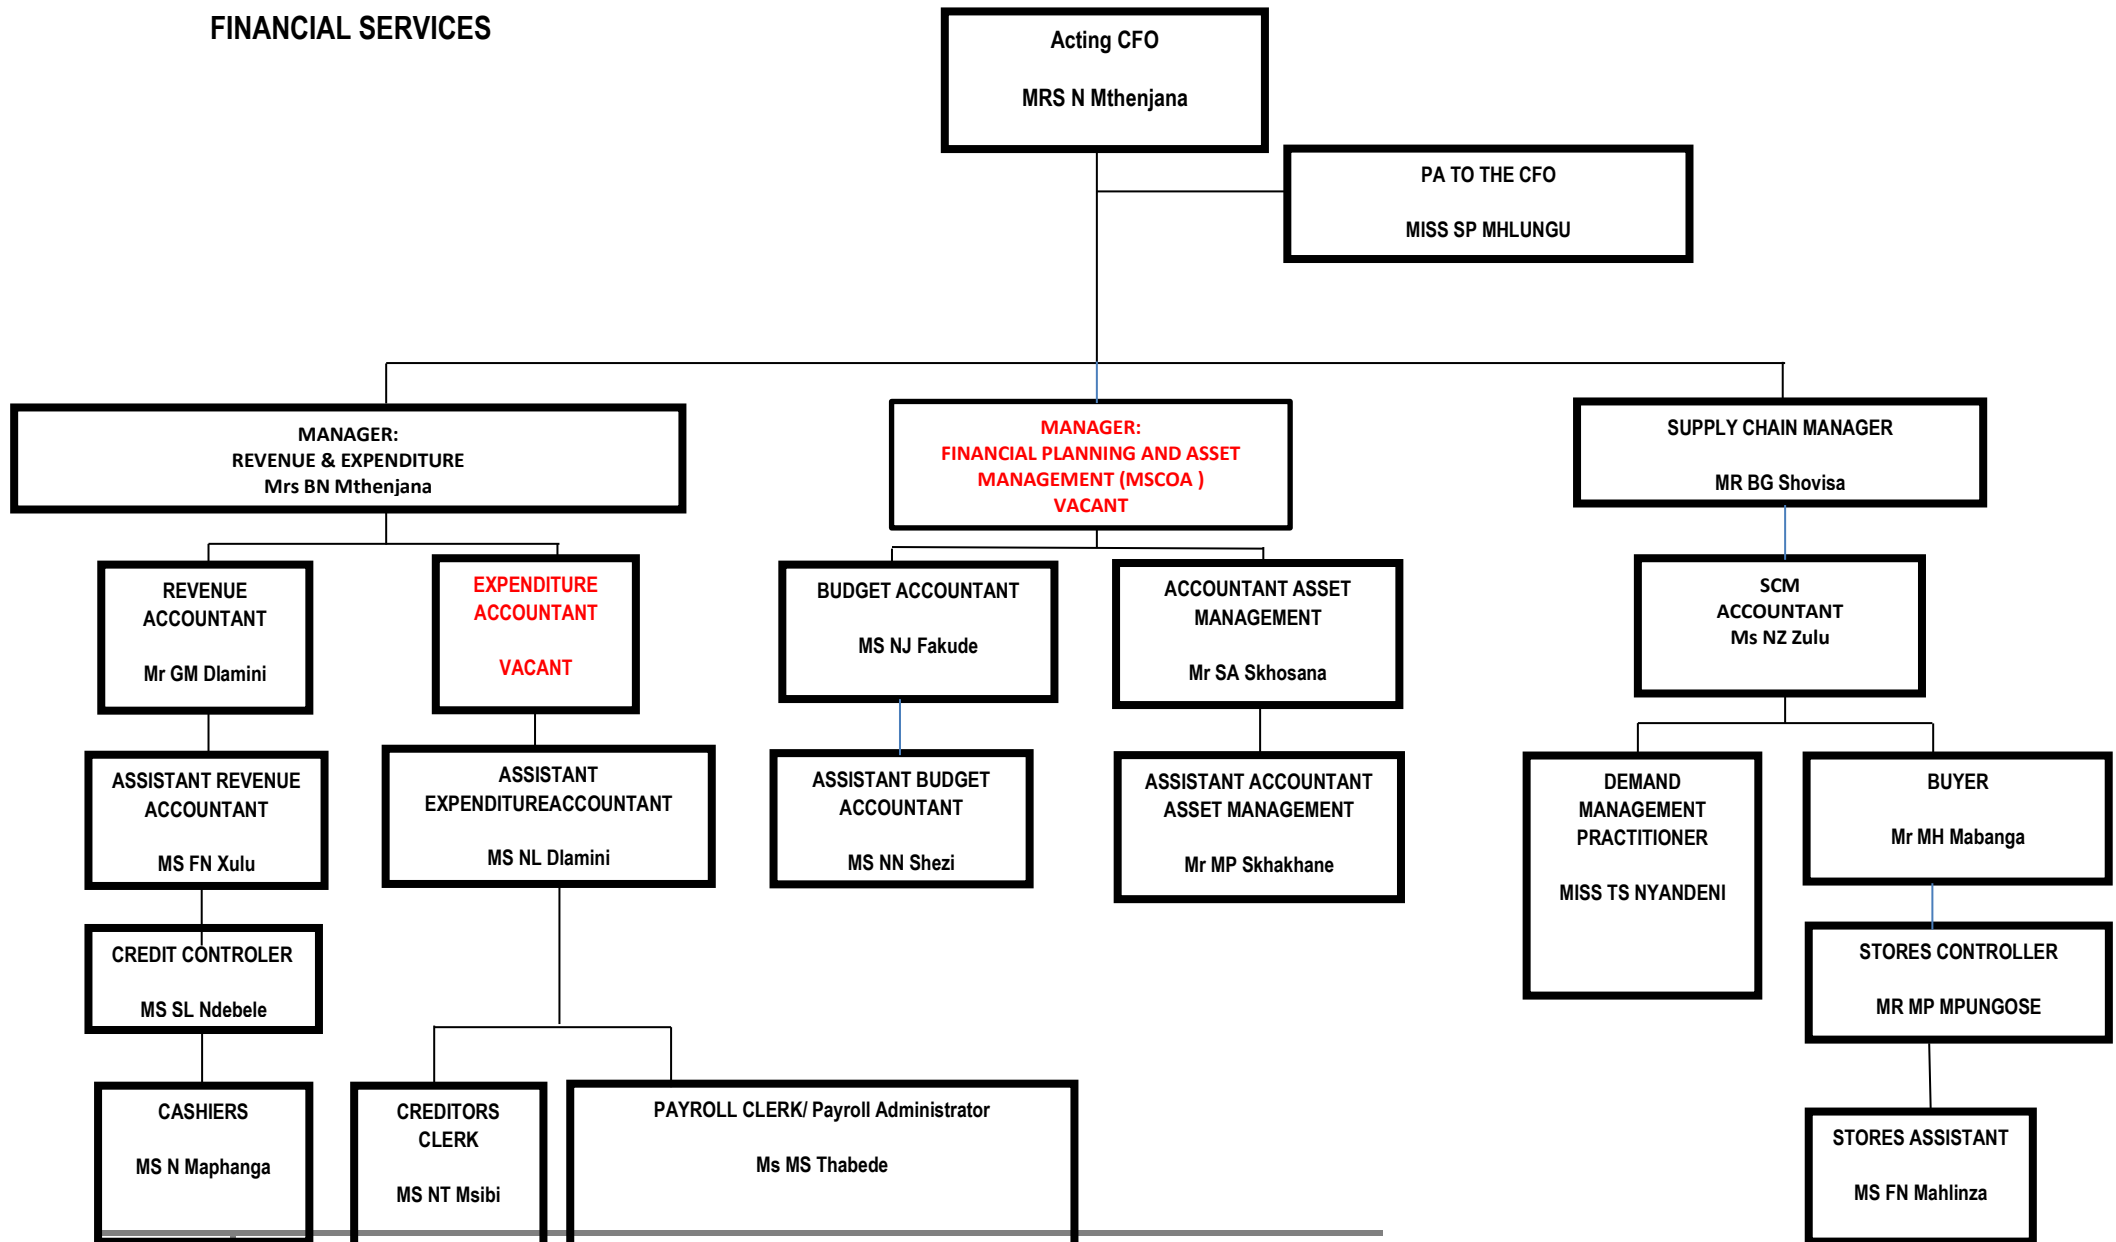 FINANCIAL SERVICES
Acting CFO
MRS N Mthenjana
PA TO THE CFO
MISS SP MHLUNGU
MANAGER:
REVENUE & EXPENDITURE
Mrs BN Mthenjana
MANAGER:
FINANCIAL PLANNING AND ASSET
MANAGEMENT (MSCOA )
VACANT
SUPPLY CHAIN MANAGER
MR BG Shovisa
REVENUE
ACCOUNTANT
Mr GM Dlamini
EXPENDITURE
ACCOUNTANT
VACANT
BUDGET ACCOUNTANT
MS NJ Fakude
ACCOUNTANT ASSET
MANAGEMENT
Mr SA Skhosana
SCM
ACCOUNTANT
Ms NZ Zulu
ASSISTANT REVENUE
ACCOUNTANT
MS FN Xulu
ASSISTANT
EXPENDITUREACCOUNTANT
MS NL Dlamini
ASSISTANT BUDGET
ACCOUNTANT
MS NN Shezi
ASSISTANT ACCOUNTANT
ASSET MANAGEMENT
Mr MP Skhakhane
DEMAND
MANAGEMENT
PRACTITIONER
MISS TS NYANDENI
BUYER
Mr MH Mabanga
CREDIT CONTROLER
MS SL Ndebele
STORES CONTROLLER
MR MP MPUNGOSE
CASHIERS
MS N Maphanga
CREDITORS
CLERK
MS NT Msibi
PAYROLL CLERK/ Payroll Administrator
Ms MS Thabede
STORES ASSISTANT
MS FN Mahlinza